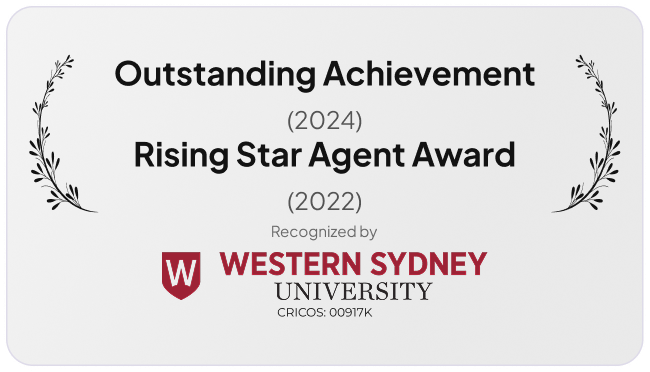 Outstanding Achievement
(2024)
Rising Star Agent Award
(2022)
Recognized by
W
WESTERN SYDNEY
UNIVERSITY
CRICOS: 00917K